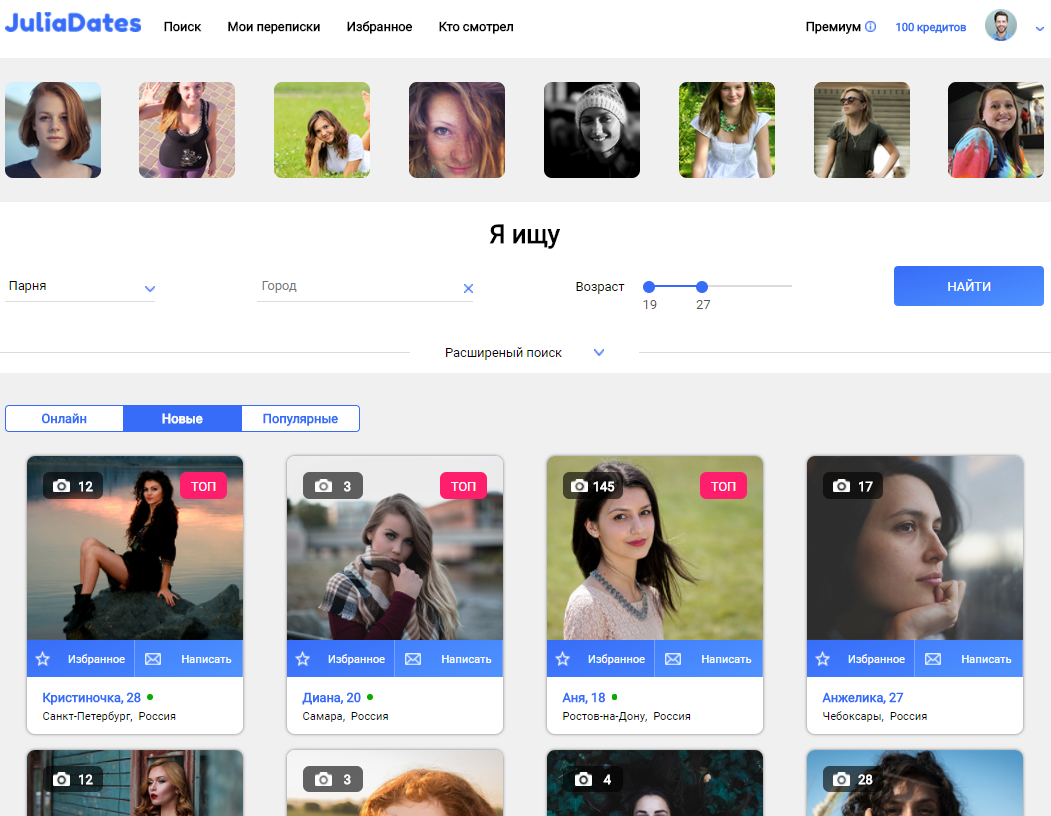 JuliaDates Поиск Мои переписки Избранное Кто смотрел Премиум 100 кредитов
Я ищу
Парня Город Возраст НАЙТИ
19 27
Расширеный поиск
Онлайн Новые Популярные
12 ТОП 3 ТОП 145 ТОП 17
Избранное Написать Избранное Написать Избранное Написать Избранное Написать
Кристиночка, 28 Диана, 20 Аня, 18 Анжелика, 27
Санкт-Петербург, Россия Самара, Россия Ростов-на-Дону, Россия Чебоксары, Россия
12 3 4 28